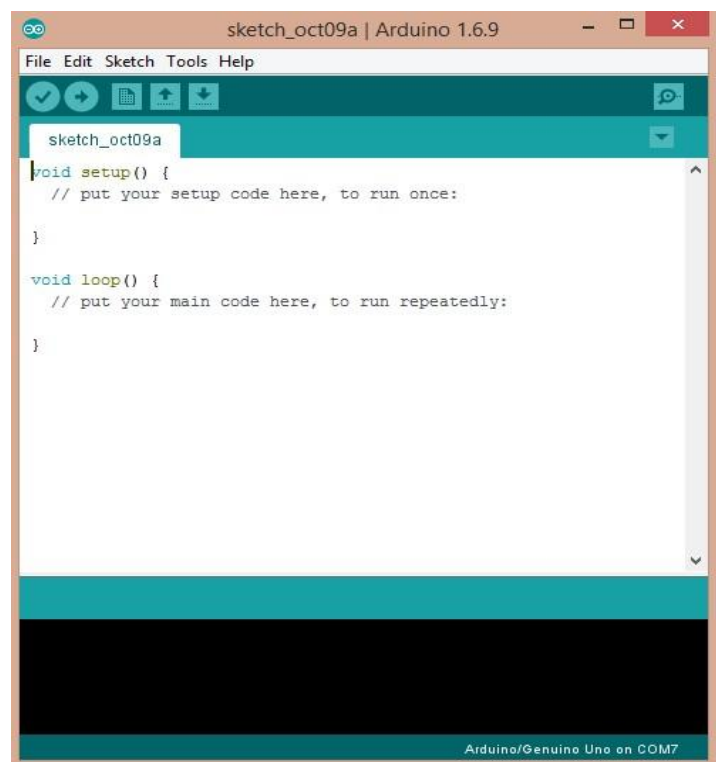 sketch_oct09a | Arduino 1.6.9
File Edit Sketch Tools Help
sketch_oct09a
void setup() {
  // put your setup code here, to run once:
}
void loop() {
  // put your main code here, to run repeatedly:
}
Arduino/Genuino Uno on COM7